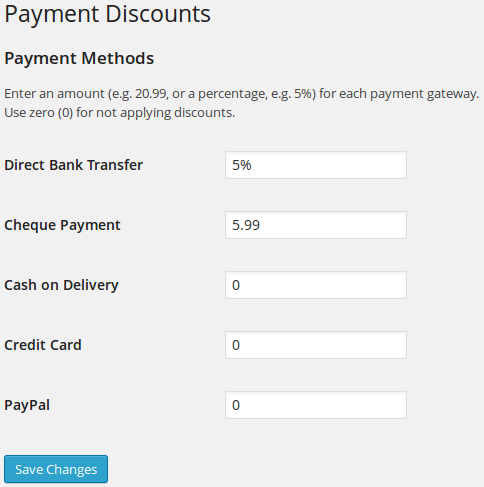 Payment Discounts
Payment Methods
Enter an amount (e.g. 20.99, or a percentage, e.g. 5%) for each payment gateway.
Use zero (0) for not applying discounts.
Direct Bank Transfer 5%
Cheque Payment 5.99
Cash on Delivery 0
Credit Card 0
PayPal 0
Save Changes